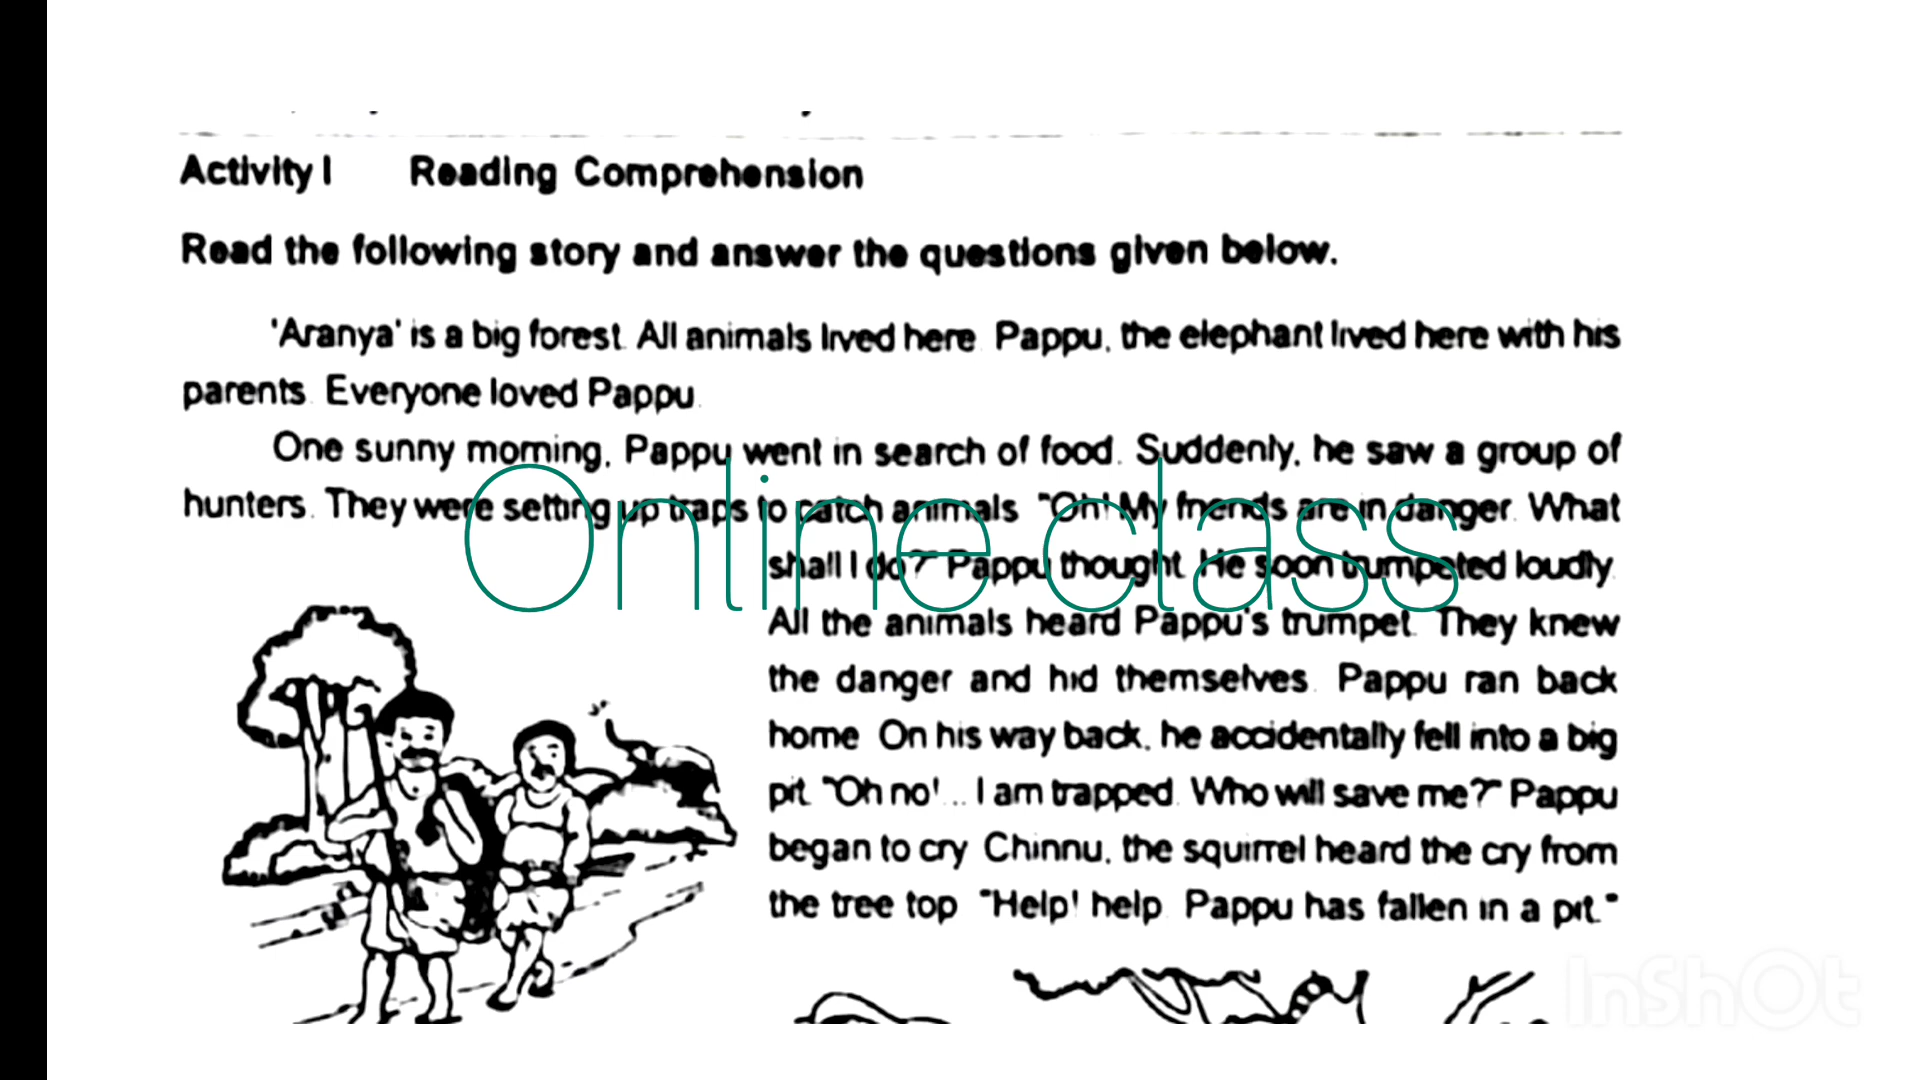 Activity I Reading Comprehension
Read the following story and answer the questions given below.
'Aranya' is a big forest. All animals lived here. Pappu, the elephant lived here with his
parents. Everyone loved Pappu.
One sunny morning, Pappu went in search of food. Suddenly, he saw a group of
hunters. They were setting up traps to catch animals. "Oh! My friends are in danger. What
shall I do?" Pappu thought. He soon trumpeted loudly.
All the animals heard Pappu's trumpet. They knew
the danger and hid themselves. Pappu ran back
home. On his way back, he accidentally fell into a big
pit. "Oh no! .. I am trapped. Who will save me?" Pappu
began to cry. Chinnu, the squirrel heard the cry from
the tree top. "Help! help. Pappu has fallen in a pit."
Online class
InShOt